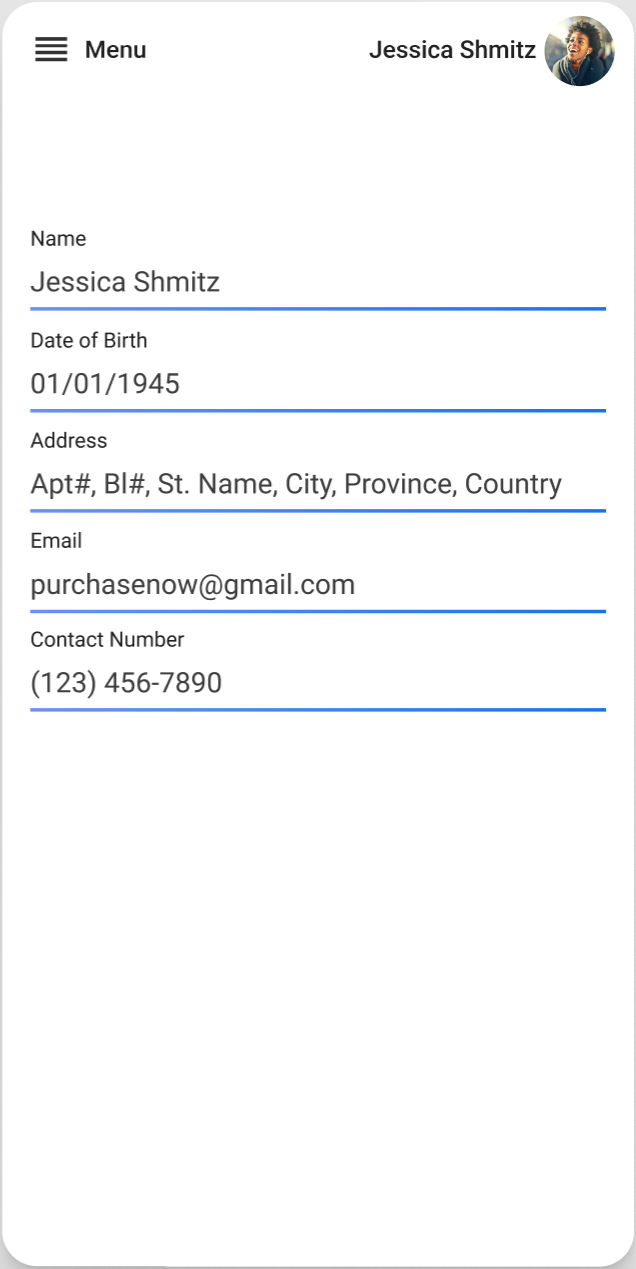 Menu
Jessica Shmitz
Name
Jessica Shmitz
Date of Birth
01/01/1945
Address
Apt#, Bl#, St. Name, City, Province, Country
Email
purchasenow@gmail.com
Contact Number
(123) 456-7890